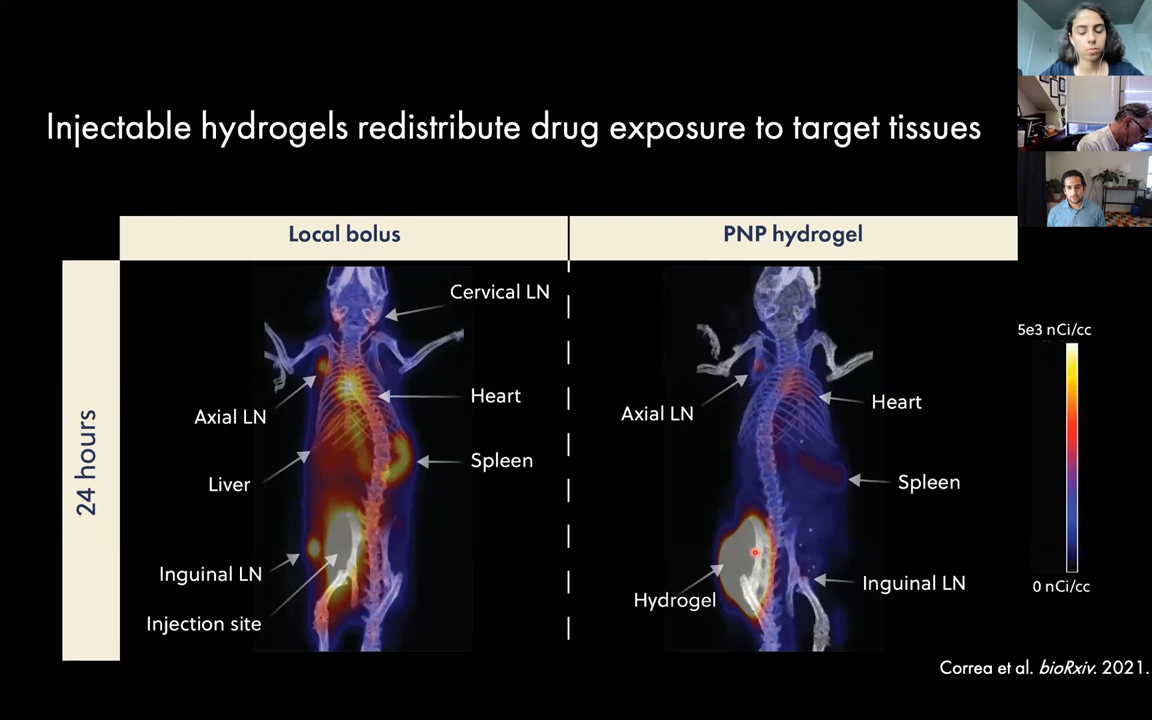 Injectable hydrogels redistribute drug exposure to target tissues
Local bolus
PNP hydrogel
24 hours
Cervical LN
Axial LN
Heart
Liver
Spleen
Inguinal LN
Injection site
Axial LN
Heart
Spleen
Hydrogel
Inguinal LN
5e3 nCi/cc
0 nCi/cc
Correa et al. bioRxiv. 2021.